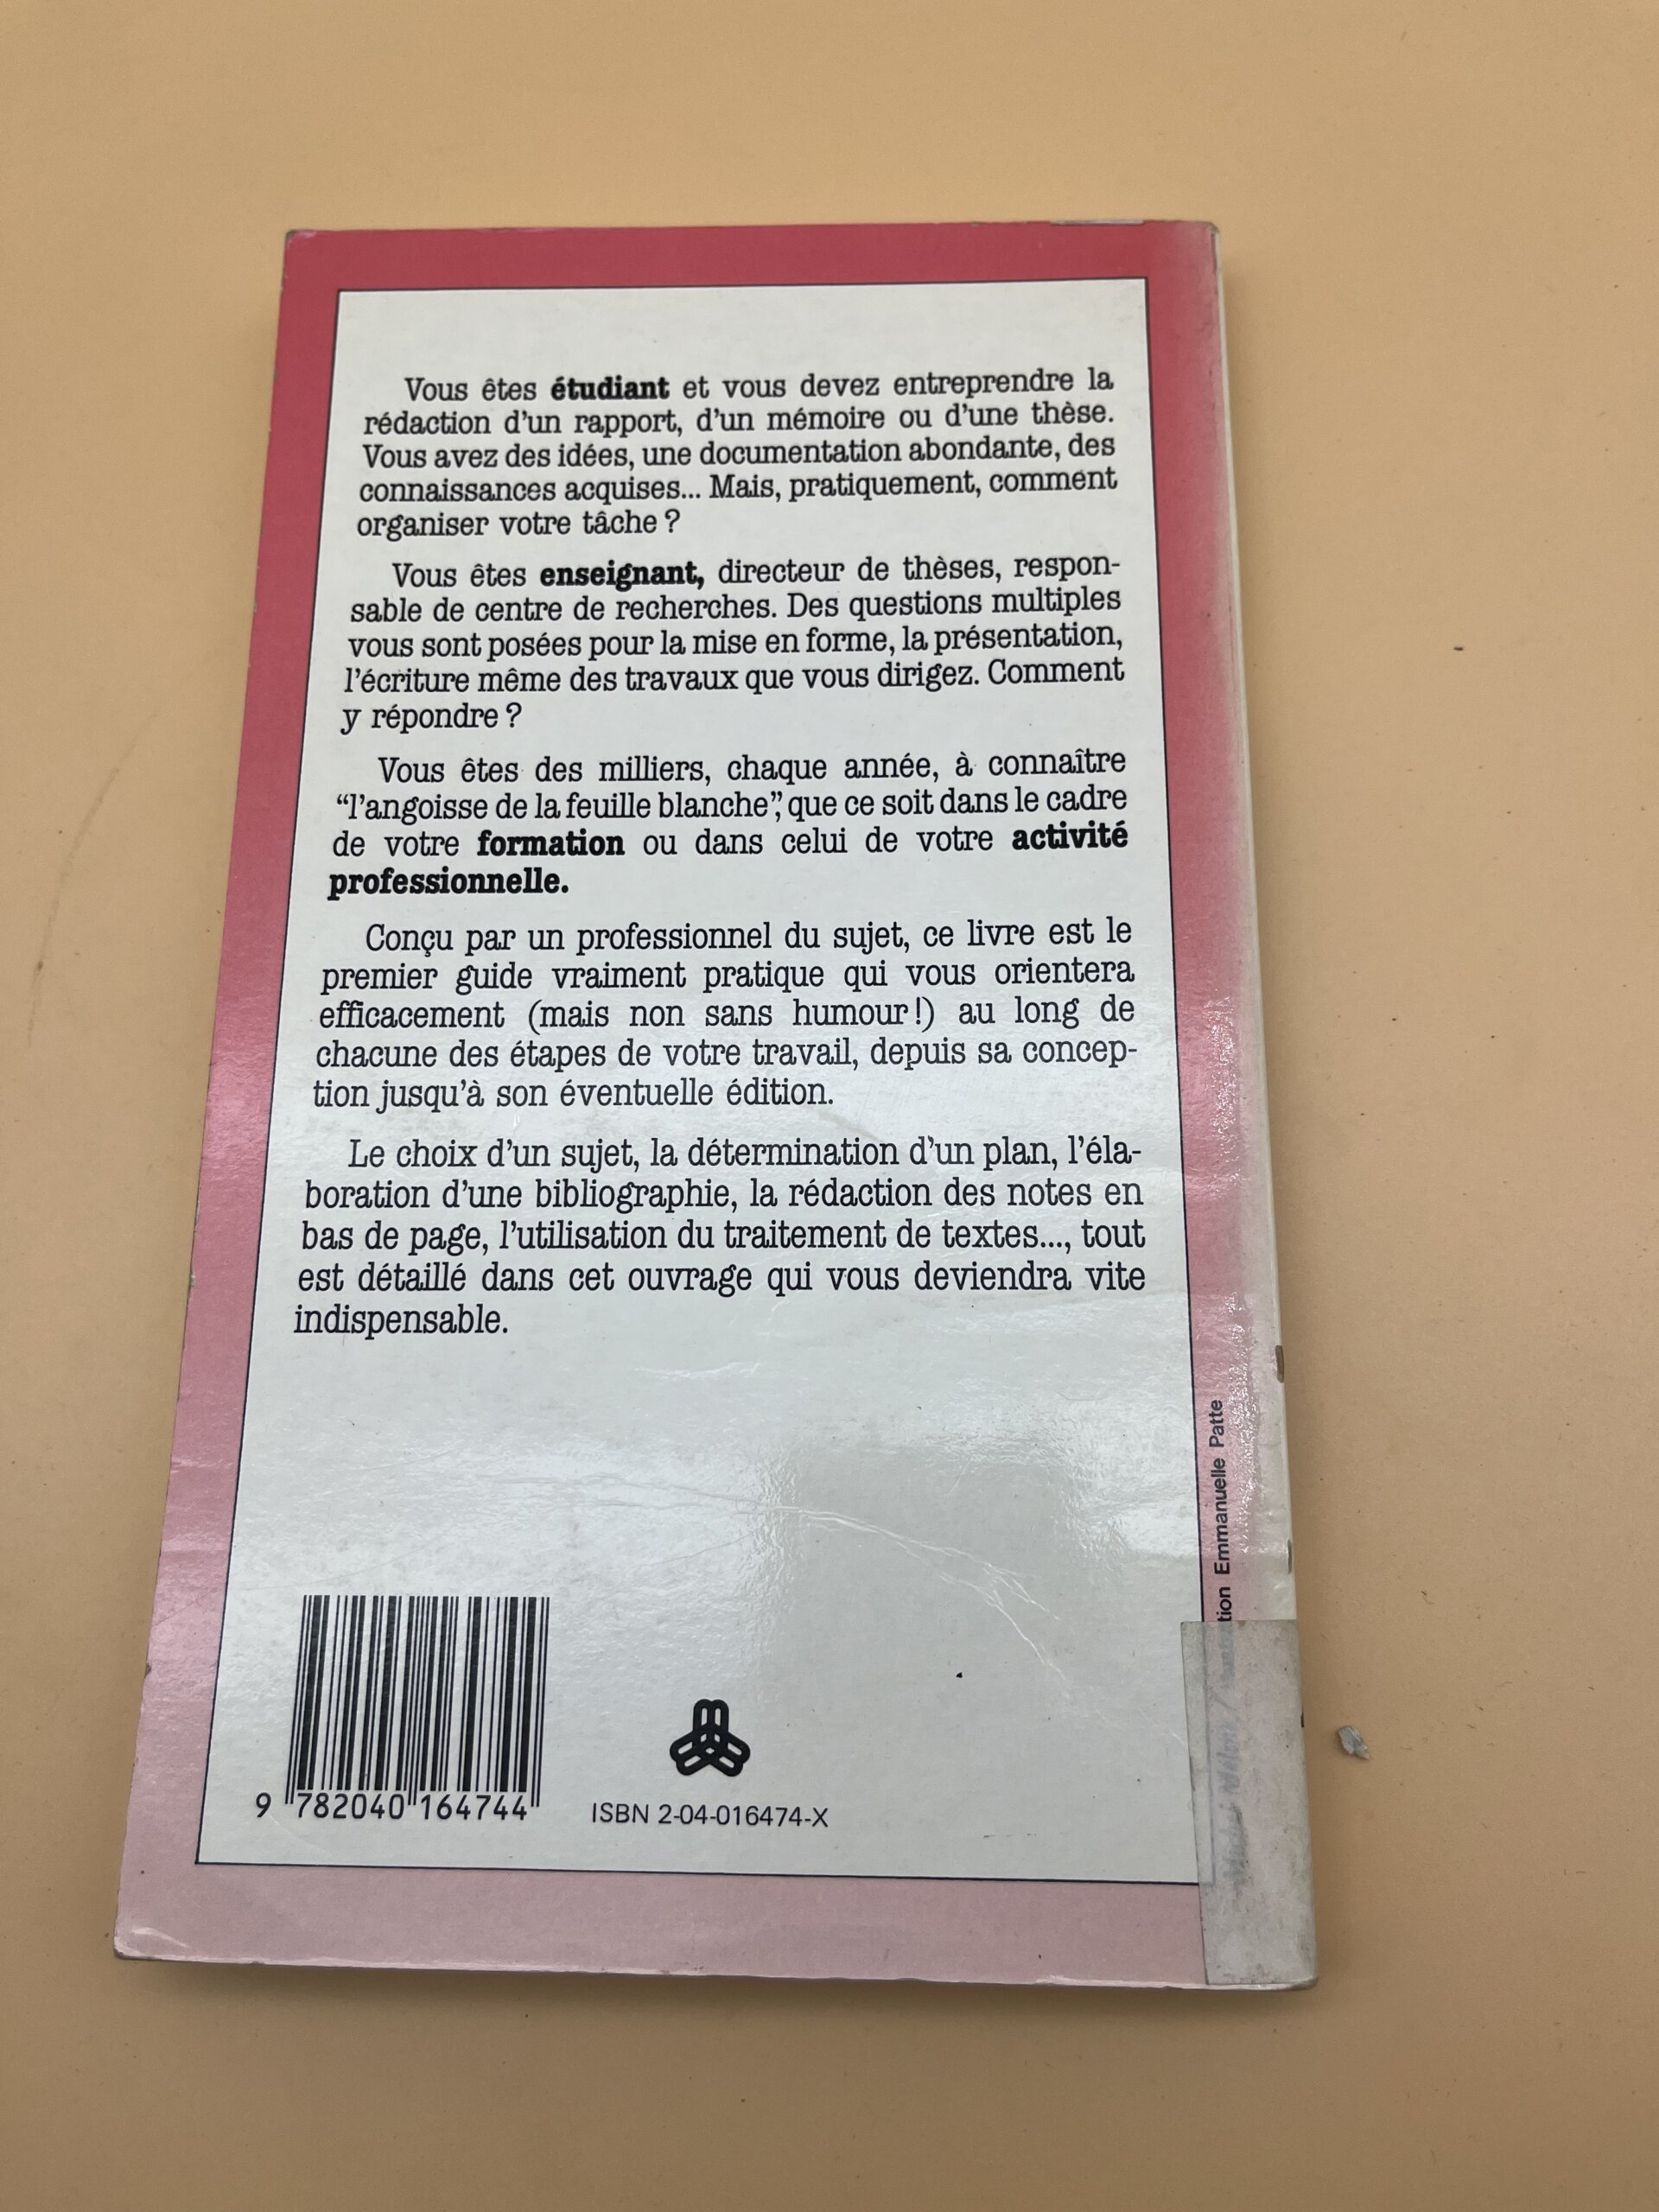 Vous êtes étudiant et vous devez entreprendre la
rédaction d'un rapport, d'un mémoire ou d'une thèse.
Vous avez des idées, une documentation abondante, des
connaissances acquises... Mais, pratiquement, comment
organiser votre tâche ?
Vous êtes enseignant, directeur de thèses, respon-
sable de centre de recherches. Des questions multiples
vous sont posées pour la mise en forme, la présentation,
l'écriture même des travaux que vous dirigez. Comment
y répondre ?
Vous êtes des milliers, chaque année, à connaître
“l'angoisse de la feuille blanche”, que ce soit dans le cadre
de votre formation ou dans celui de votre activité
professionnelle.
Conçu par un professionnel du sujet, ce livre est le
premier guide vraiment pratique qui vous orientera
efficacement (mais non sans humour !) au long de
chacune des étapes de votre travail, depuis sa concep-
tion jusqu'à son éventuelle édition.
Le choix d'un sujet, la détermination d'un plan, l'éla-
boration d'une bibliographie, la rédaction des notes en
bas de page, l'utilisation du traitement de textes..., tout
est détaillé dans cet ouvrage qui vous deviendra vite
indispensable.
9 782040 164744
ISBN 2-04-016474-X
Emmanuelle Patte